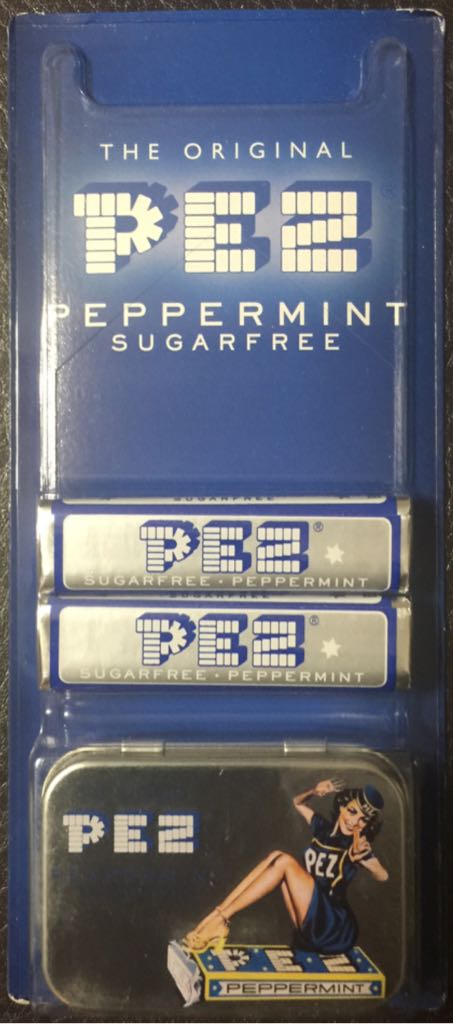 THE ORIGINAL
PEZ
PEPPERMINT
SUGARFREE
SUGARFREE
PEZ®
SUGARFREE · PEPPERMINT
SUGARFREE
PEZ®
SUGARFREE · PEPPERMINT
PEZ
PEZ
PEZ
PEPPERMINT